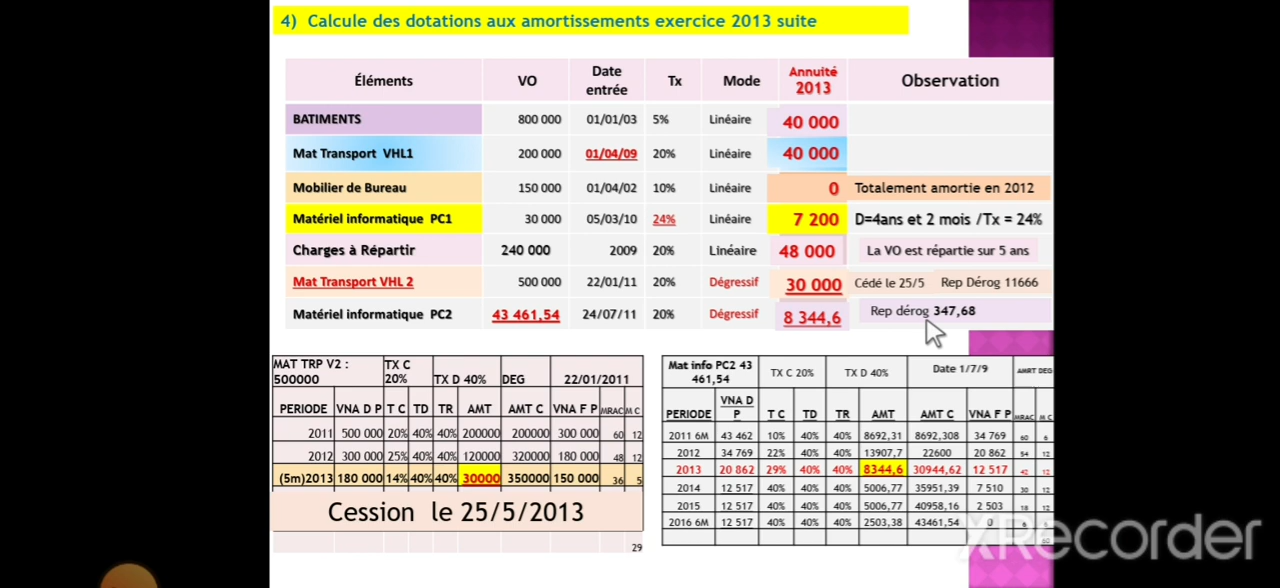 4) Calcule des dotations aux amortissements exercice 2013 suite
Éléments VO Date entrée Tx Mode Annuité 2013 Observation
BATIMENTS 800 000 01/01/03 5% Linéaire 40 000
Mat Transport VHL1 200 000 01/04/09 20% Linéaire 40 000
Mobilier de Bureau 150 000 01/04/02 10% Linéaire 0 Totalement amortie en 2012
Matériel informatique PC1 30 000 05/03/10 24% Linéaire 7 200 D=4ans et 2 mois /Tx = 24%
Charges à Répartir 240 000 2009 20% Linéaire 48 000 La VO est répartie sur 5 ans
Mat Transport VHL 2 500 000 22/01/11 20% Dégressif 30 000 Cédé le 25/5 Rep Dérog 11666
Matériel informatique PC2 43 461,54 24/07/11 20% Dégressif 8 344,6 Rep dérog 347,68
MAT TRP V2 : 500000 TX C 20% TX D 40% DEG 22/01/2011
PERIODE VNA D P T C TD TR AMT AMT C VNA F P MRAC M C
2011 500 000 20% 40% 40% 200000 200000 300 000 60 12
2012 300 000 25% 40% 40% 120000 320000 180 000 48 12
(5m)2013 180 000 14% 40% 40% 30000 350000 150 000 36 5
Cession le 25/5/2013
29
Mat info PC2 43 461,54 TX C 20% TX D 40% Date 1/7/9 AMRT DEG
PERIODE VNA D P T C TD TR AMT AMT C VNA F P MRAC M C
2011 6M 43 462 10% 40% 40% 8692,31 8692,308 34 769 60 6
2012 34 769 22% 40% 40% 13907,7 22600 20 862 54 12
2013 20 862 29% 40% 40% 8344,6 30944,62 12 517 42 12
2014 12 517 40% 40% 40% 5006,77 35951,39 7 510 30 12
2015 12 517 40% 40% 40% 5006,77 40958,16 2 503 18 12
2016 6M 12 517 40% 40% 40% 2503,38 43461,54 0
XRecorder